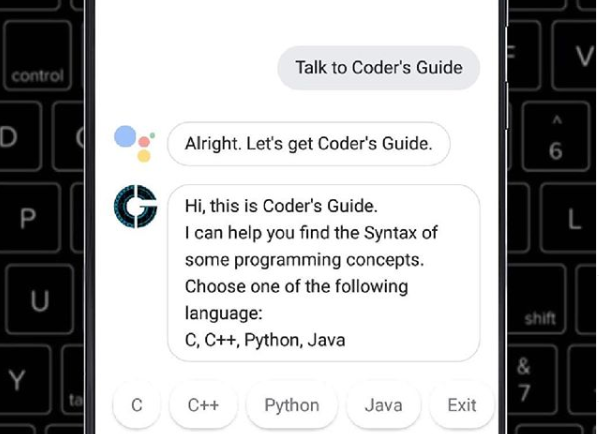 Talk to Coder's Guide
Alright. Let's get Coder's Guide.
Hi, this is Coder's Guide.
I can help you find the Syntax of
some programming concepts.
Choose one of the following
language:
C, C++, Python, Java
C C++ Python Java Exit
control
D
P
U
Y
ta
F
V
^
6
L
shift
&
7